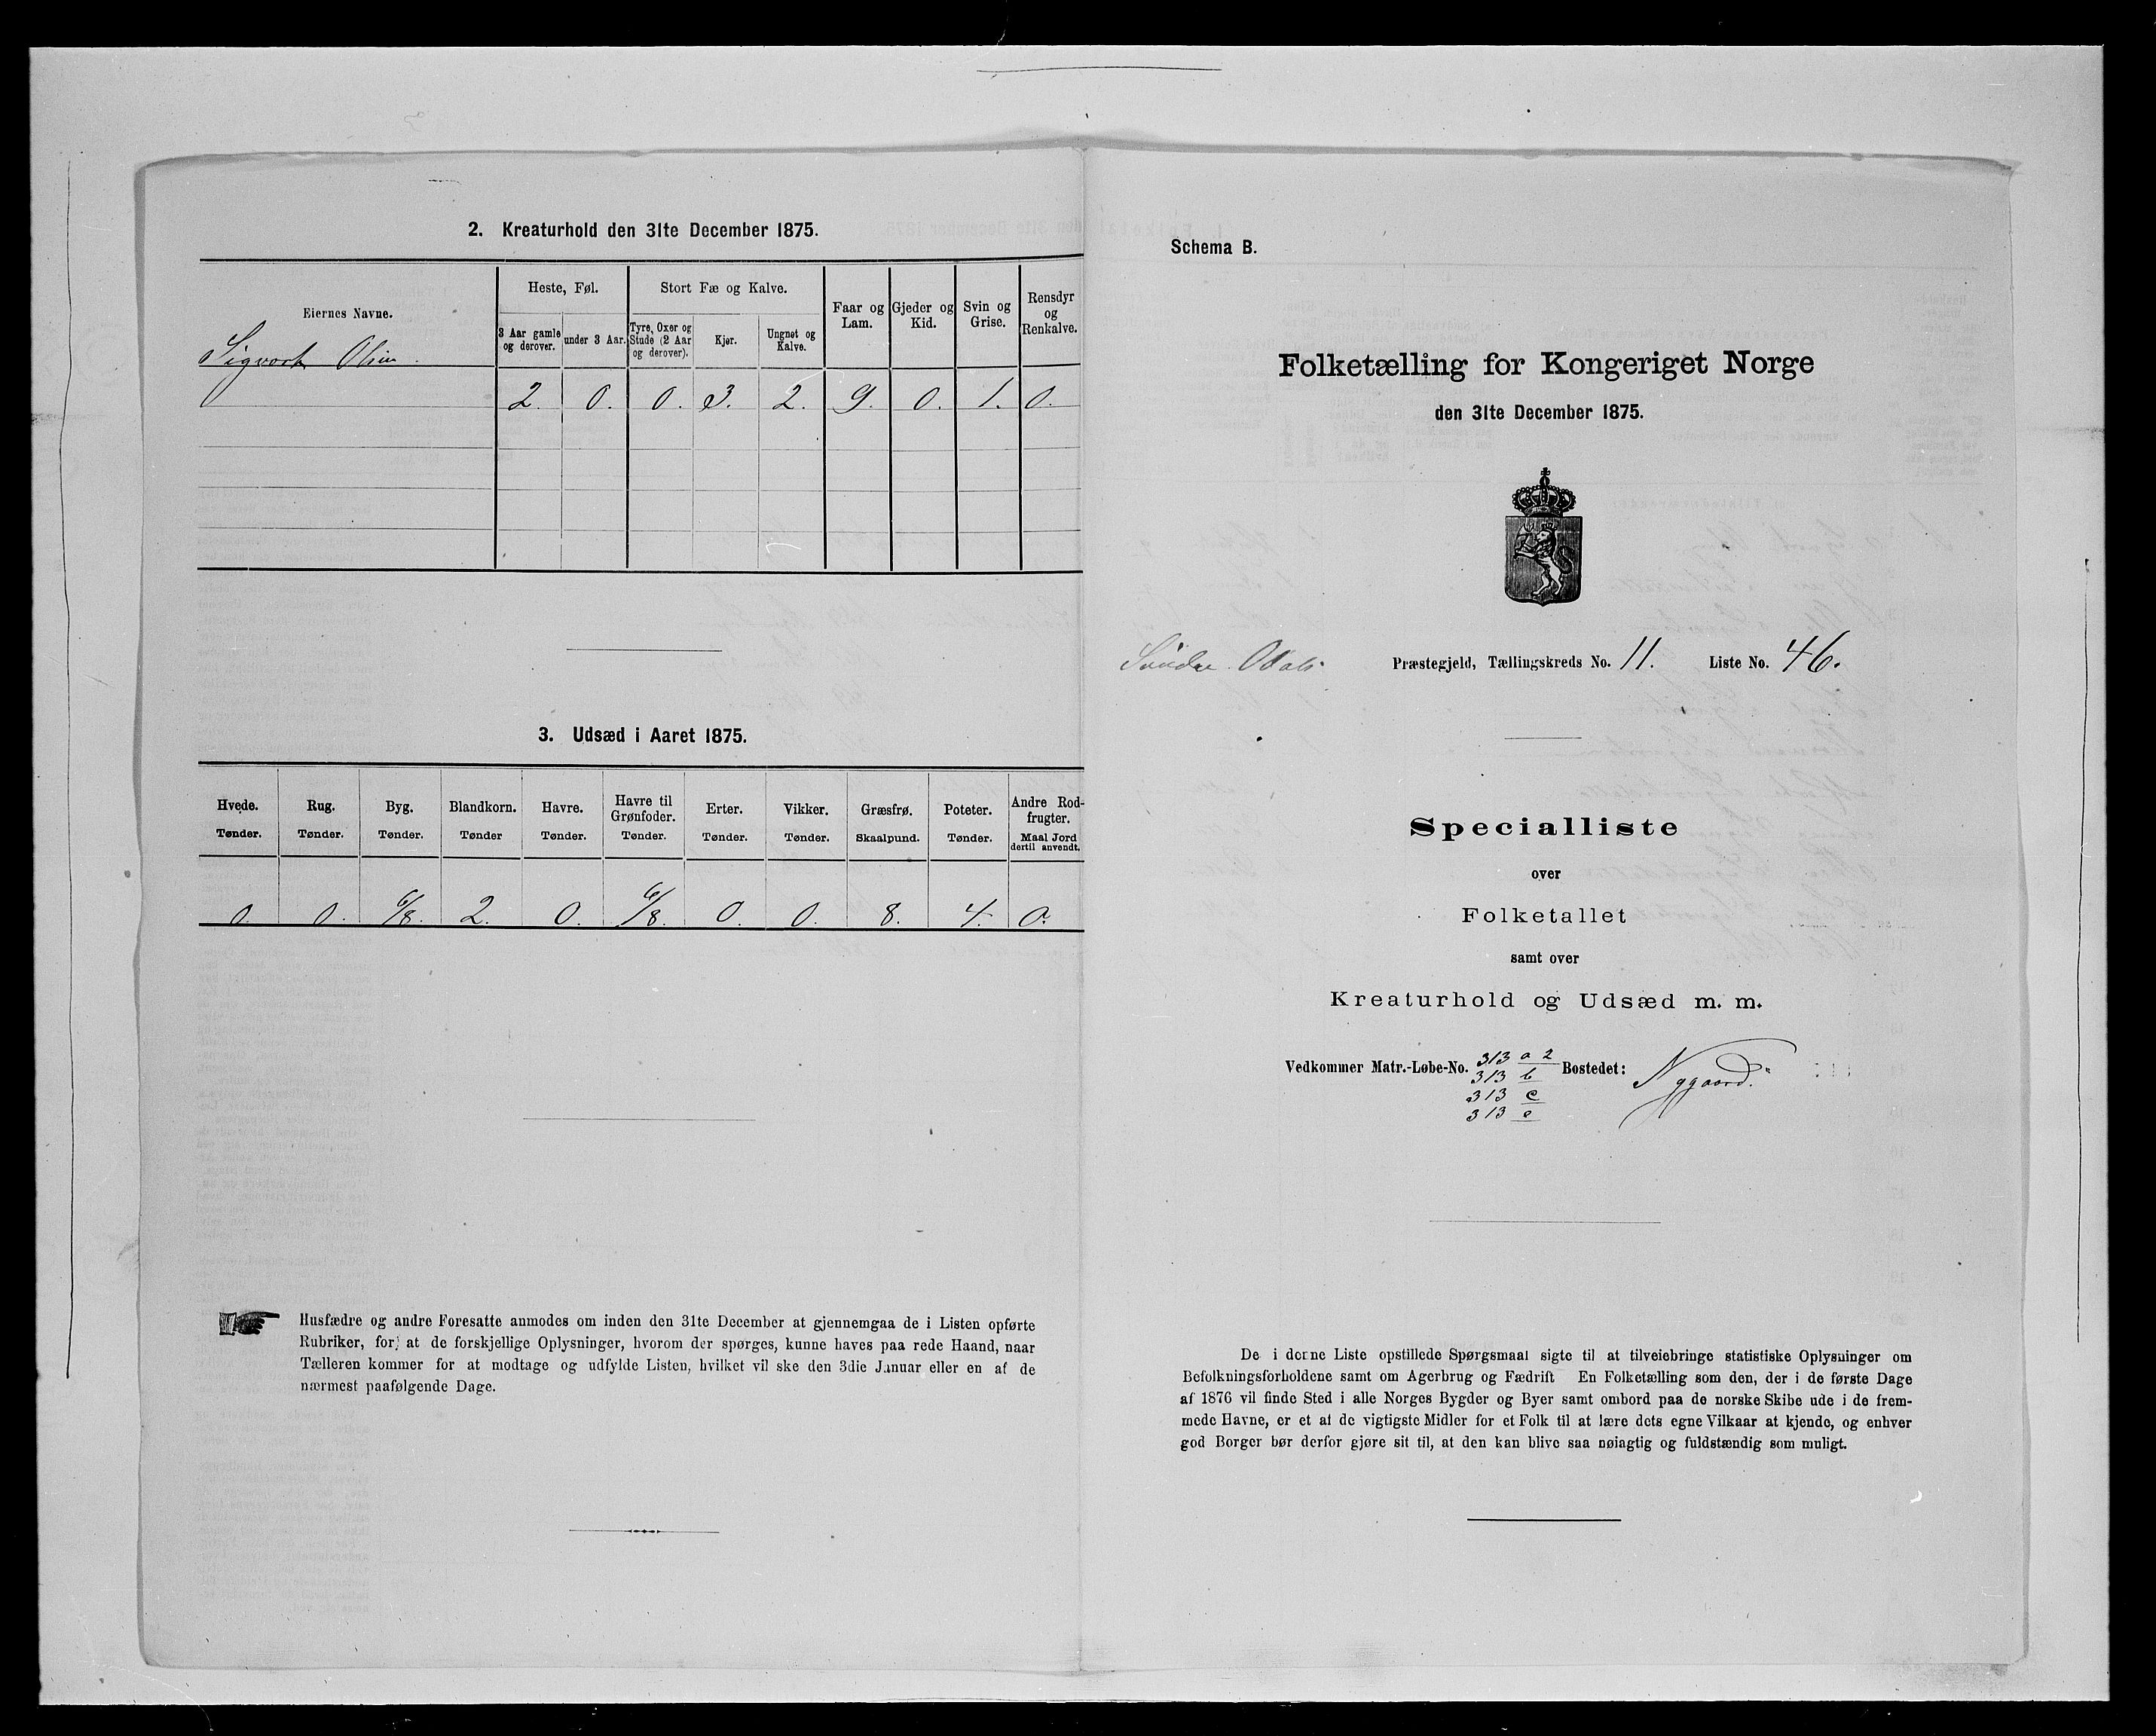 2. Kreaturhold den 31te December 1875.
Eiernes Navne.
Heste, Føl.
Stort Fæ og Kalve.
Faar og Lam.
Gjeder og Kid.
Svin og Grise.
Rensdyr og Renkalve.
3 Aar gamle og derover.
under 3 Aar.
Tyre, Oxer og Stude (2 Aar og derover).
Kjør.
Ungnøt og Kalve.
Sigvart Olsen.
2. 0. 0. 3. 2. 9. 0. 1. 0.
3. Udsæd i Aaret 1875.
Hvede. Rug. Byg. Blandkorn. Havre. Havre til Grønfoder. Erter. Vikker. Græsfrø. Poteter. Andre Rodfrugter.
Tønder. Tønder. Tønder. Tønder Tønder. Tønder. Tønder. Tønder. Skaalpund. Tønder. Maal Jord dertil anvendt.
0. 0. 6/8. 2. 0. 6/8. 0. 0. 8. 4. 0.
Husfædre og andre Foresatte anmodes om inden den 31te December at gjennemgaa de i Listen opførte
Rubriker, for at de forskjellige Oplysninger, hvorom der spørges, kunne haves paa rede Haand, naar
Tælleren kommer for at modtage og udfylde Listen, hvilket vil ske den 3die Januar eller en af de
nærmest paafølgende Dage.
Schema B.
Folketælling for Kongeriget Norge
den 31te December 1875.
Søndre Odals Præstegjeld, Tællingskreds No. 11. Liste No. 46.
Specialliste
over
Folketallet
samt over
Kreaturhold og Udsæd m. m.
Vedkommer Matr.-Løbe-No. 313 a 2 Bostedet: Nygaard.
313 b
313 c
313 e
De i denne Liste opstillede Spørgsmaal sigte til at tilveiebringe statistiske Oplysninger om
Befolkningsforholdene samt om Agerbrug og Fædrift En Folketælling som den, der i de første Dage
af 1876 vil finde Sted i alle Norges Bygder og Byer samt ombord paa de norske Skibe ude i de frem-
mede Havne, er et af de vigtigste Midler for et Folk til at lære dets egne Vilkaar at kjende, og enhver
god Borger bør derfor gjøre sit til, at den kan blive saa nøiagtig og fuldstændig som muligt.